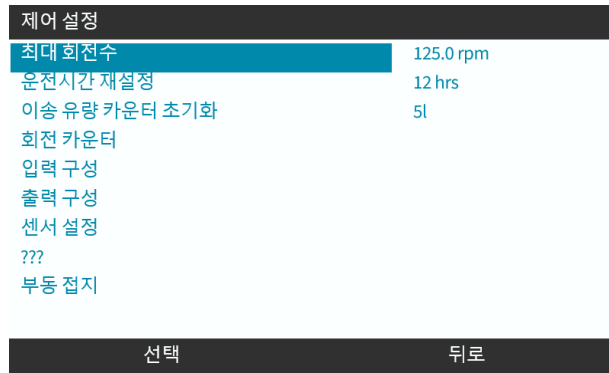 제어 설정
최대 회전수 125.0 rpm
운전시간 재설정 12 hrs
이송 유량 카운터 초기화 5l
회전 카운터
입력 구성
출력 구성
센서 설정
???
부동 접지
선택 뒤로